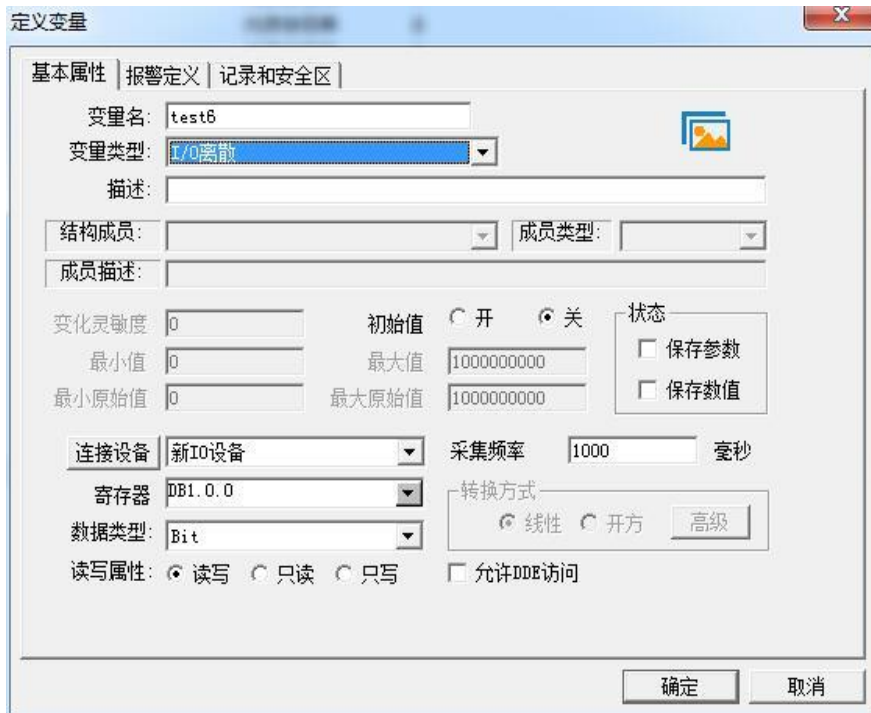 定义变量
基本属性 报警定义 记录和安全区
变量名: test6
变量类型: I/O离散
描述:
结构成员: 成员类型:
成员描述:
变化灵敏度 0 初始值 开 关 状态
保存参数
最小值 0 最大值 1000000000
保存数值
最小原始值 0 最大原始值 1000000000
连接设备 新IO设备 采集频率 1000 毫秒
寄存器 DB1.0.0 转换方式
线性 开方 高级
数据类型: Bit
读写属性: 读写 只读 只写 允许DDE访问
确定 取消